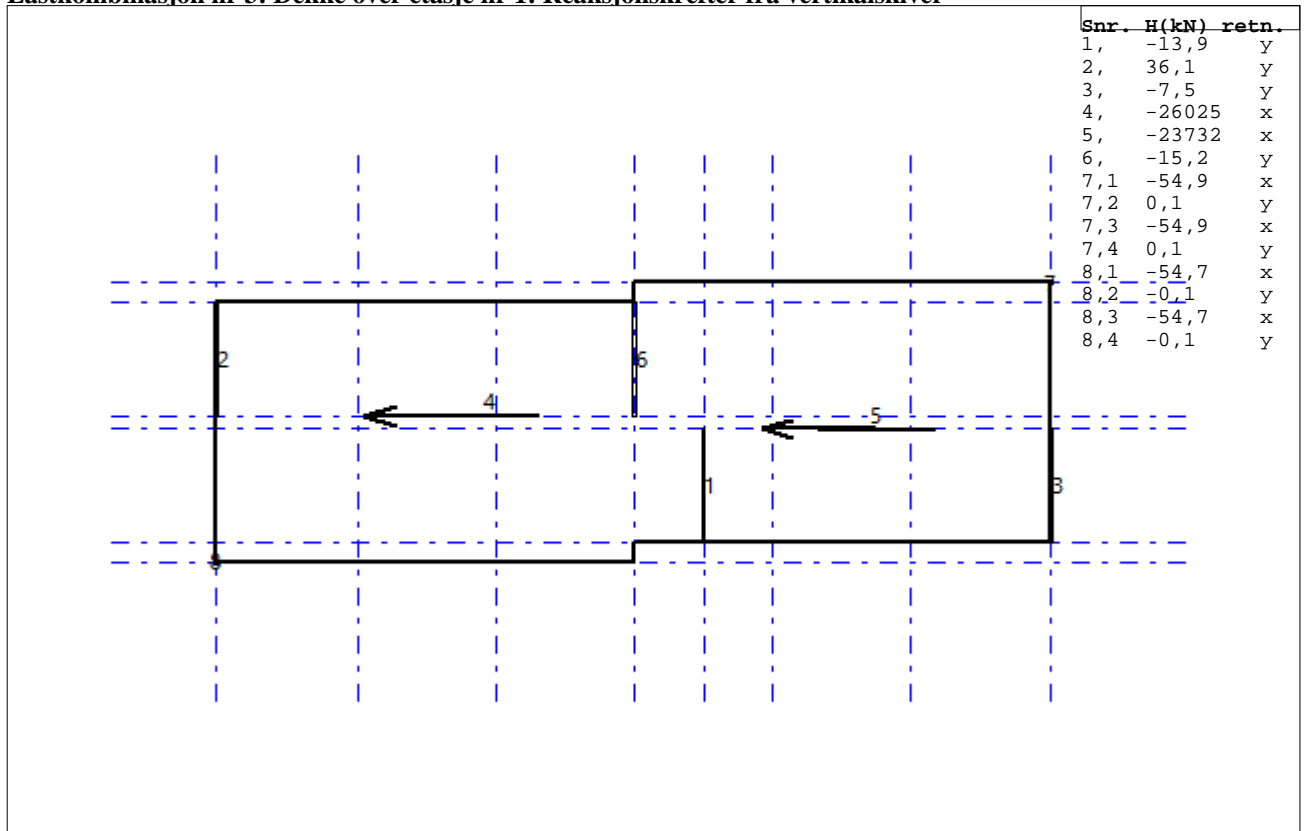 Lastkombinasjon nr 3: Dekke over etasje nr 1: Reaksjonskrefter fra vertikalskiver
Snr. H(kN) retn.
1, -13,9 y
2, 36,1 y
3, -7,5 y
4, -26025 x
5, -23732 x
6, -15,2 y
7,1 -54,9 x
7,2 0,1 y
7,3 -54,9 x
7,4 0,1 y
8,1 -54,7 x
8,2 -0,1 y
8,3 -54,7 x
8,4 -0,1 y
7
2
6
4
5
1
3
8